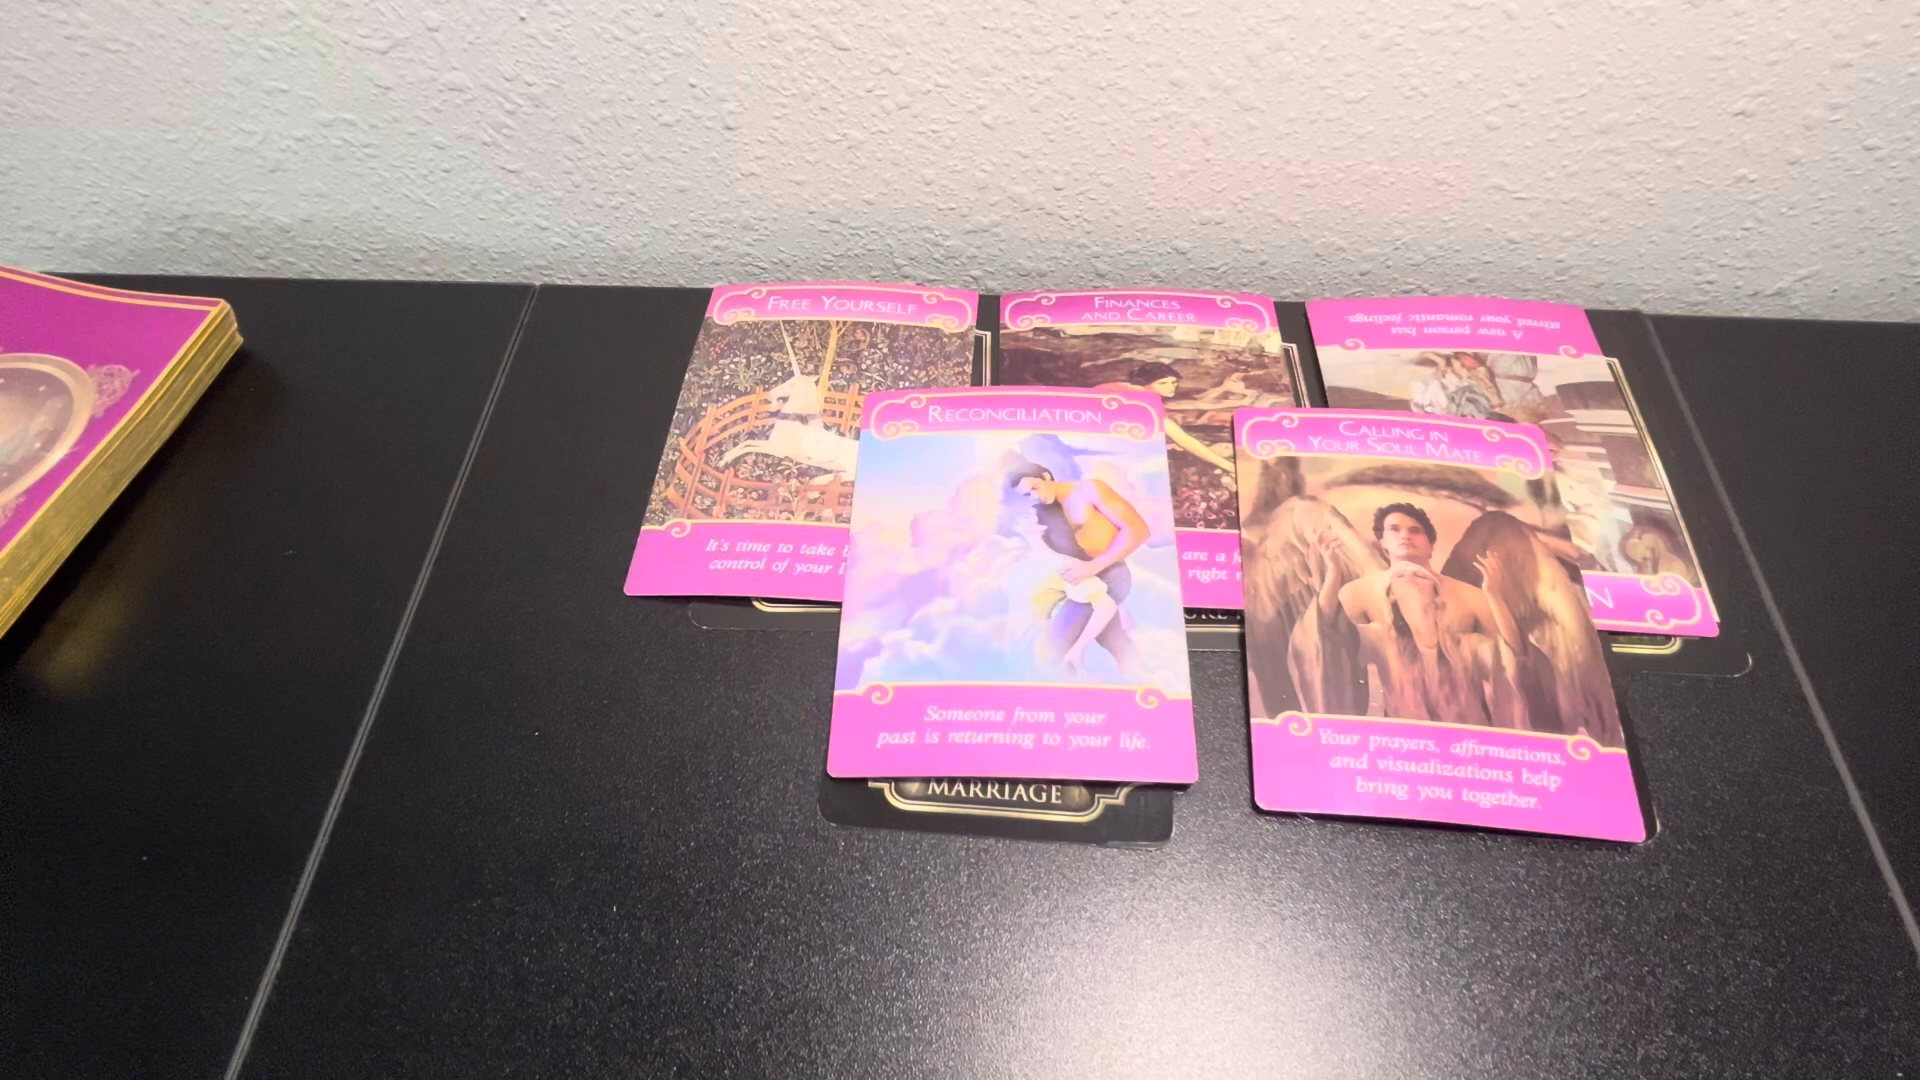 FREE YOURSELF
It's time to take
control of your
FINANCES
AND CAREER
are a
right
A new person has
stirred your romantic feelings.
N
RECONCILIATION
Someone from your
past is returning to your life.
MARRIAGE
CALLING IN
YOUR SOUL MATE
Your prayers, affirmations,
and visualizations help
bring you together.